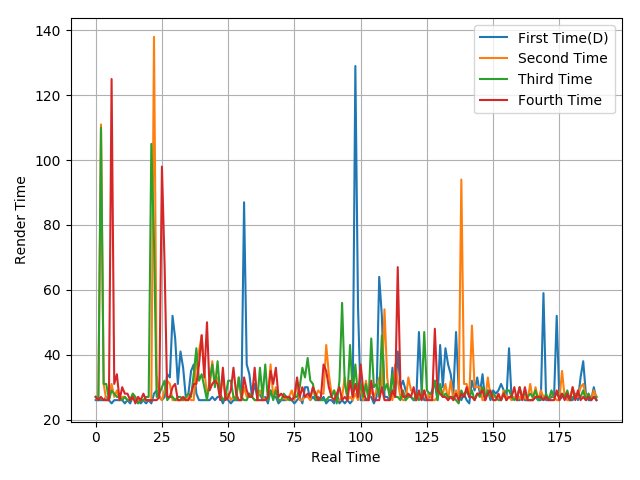 First Time(D)
Second Time
Third Time
Fourth Time
140
120
100
80
60
40
20
Render Time
0
25
50
75
100
125
150
175
Real Time